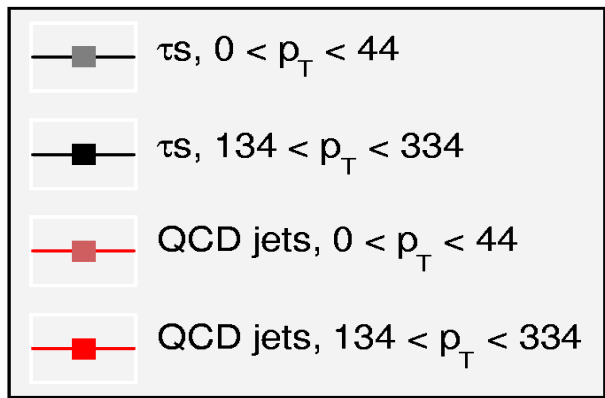 τs, 0 < p_T < 44
τs, 134 < p_T < 334
QCD jets, 0 < p_T < 44
QCD jets, 134 < p_T < 334